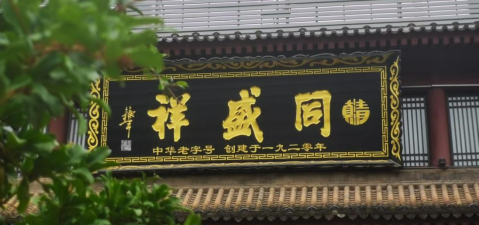 同盛祥
中华老字号 创建于一九二零年